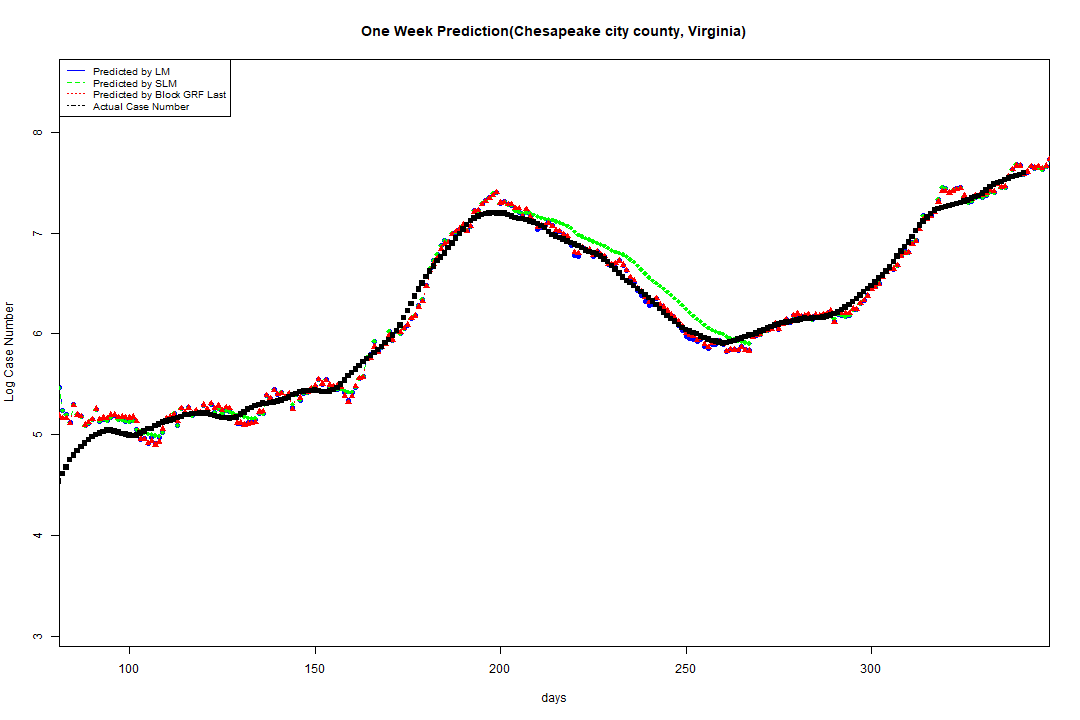 One Week Prediction(Chesapeake city county, Virginia)
Predicted by LM
Predicted by SLM
Predicted by Block GRF Last
Actual Case Number
8
7
6
5
4
3
Log Case Number
100 150 200 250 300
days